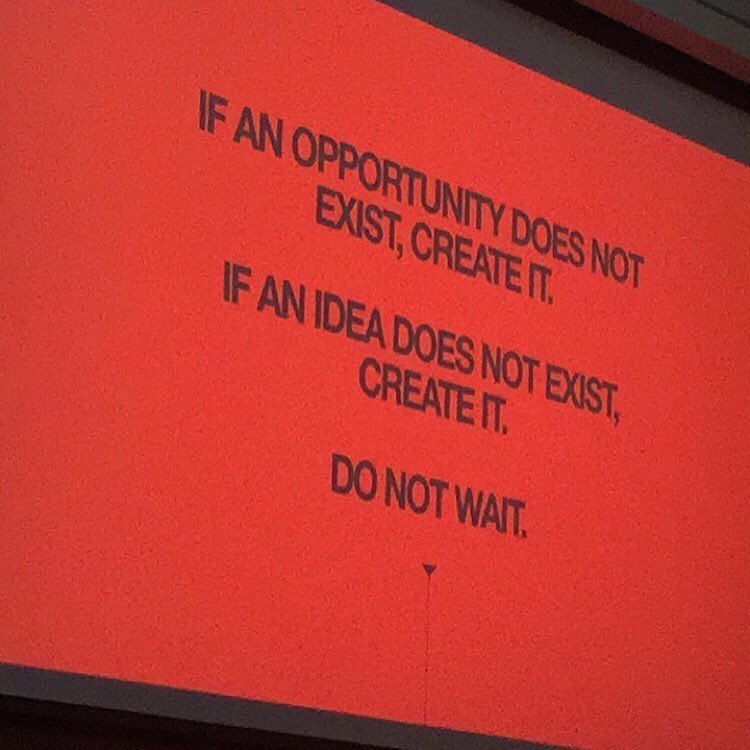 IF AN OPPORTUNITY DOES NOT
EXIST, CREATE IT.
IF AN IDEA DOES NOT EXIST,
CREATE IT.
DO NOT WAIT.